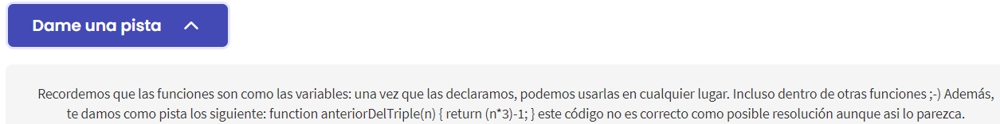 Dame una pista
Recordemos que las funciones son como las variables: una vez que las declaramos, podemos usarlas en cualquier lugar. Incluso dentro de otras funciones ;-) Además,
te damos como pista los siguiente: function anteriorDelTriple(n) { return (n*3)-1; } este código no es correcto como posible resolución aunque asi lo parezca.